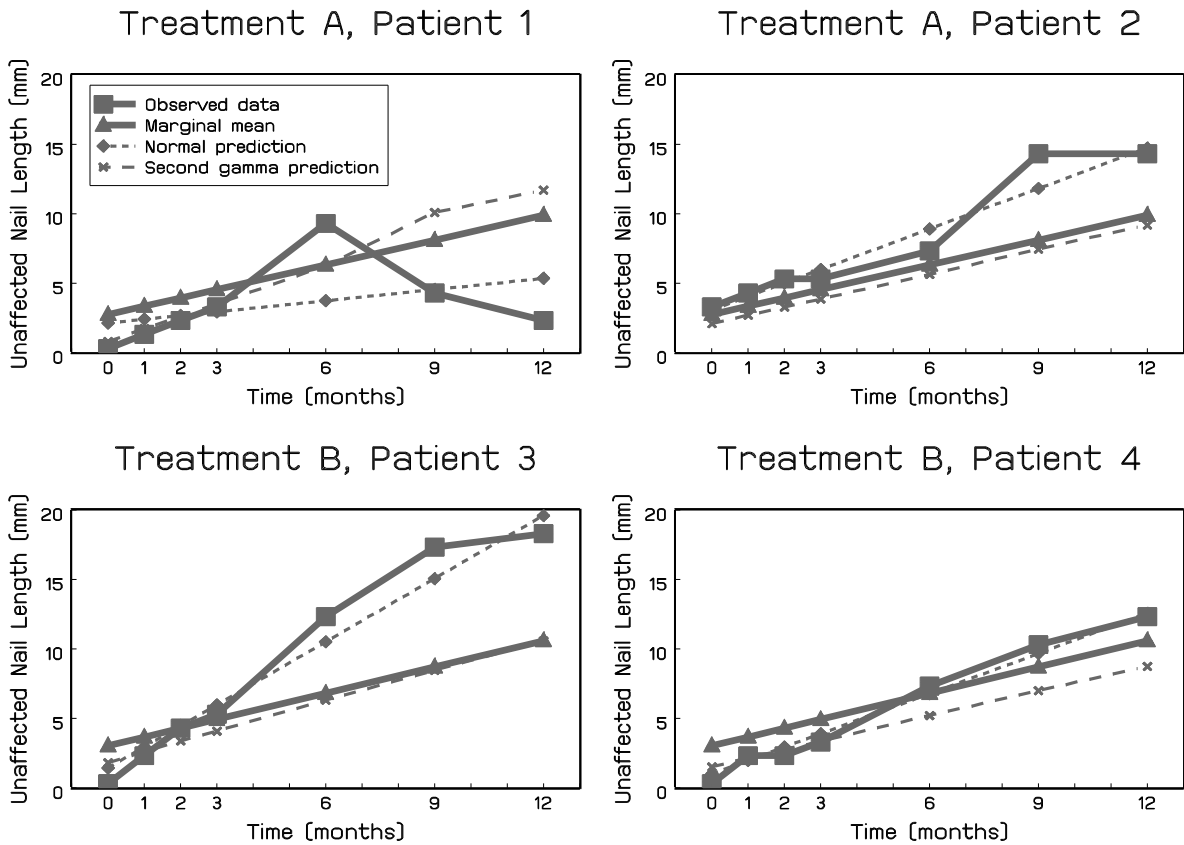 Treatment A, Patient 1
Unaffected Nail Length (mm)
20
15
10
5
0
Observed data
Marginal mean
Normal prediction
Second gamma prediction
0 1 2 3 6 9 12
Time (months)
Treatment A, Patient 2
Unaffected Nail Length (mm)
20
15
10
5
0
0 1 2 3 6 9 12
Time (months)
Treatment B, Patient 3
Unaffected Nail Length (mm)
20
15
10
5
0
0 1 2 3 6 9 12
Time (months)
Treatment B, Patient 4
Unaffected Nail Length (mm)
20
15
10
5
0
0 1 2 3 6 9 12
Time (months)